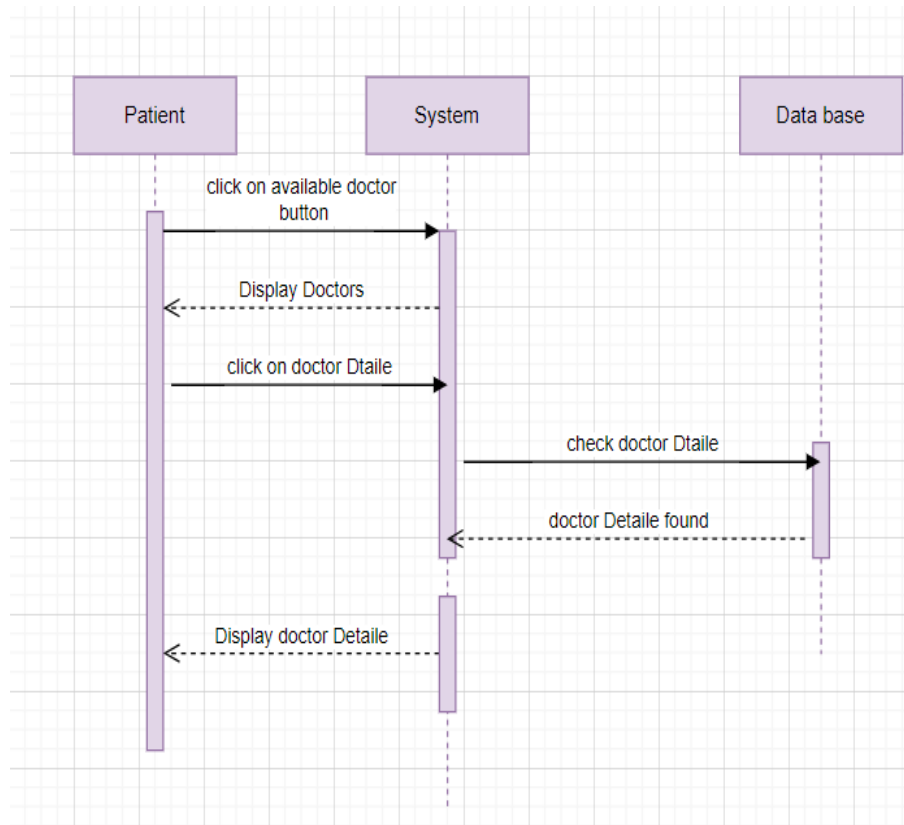 Patient
System
Data base
click on available doctor
button
Display Doctors
click on doctor Dtaile
check doctor Dtaile
doctor Detaile found
Display doctor Detaile